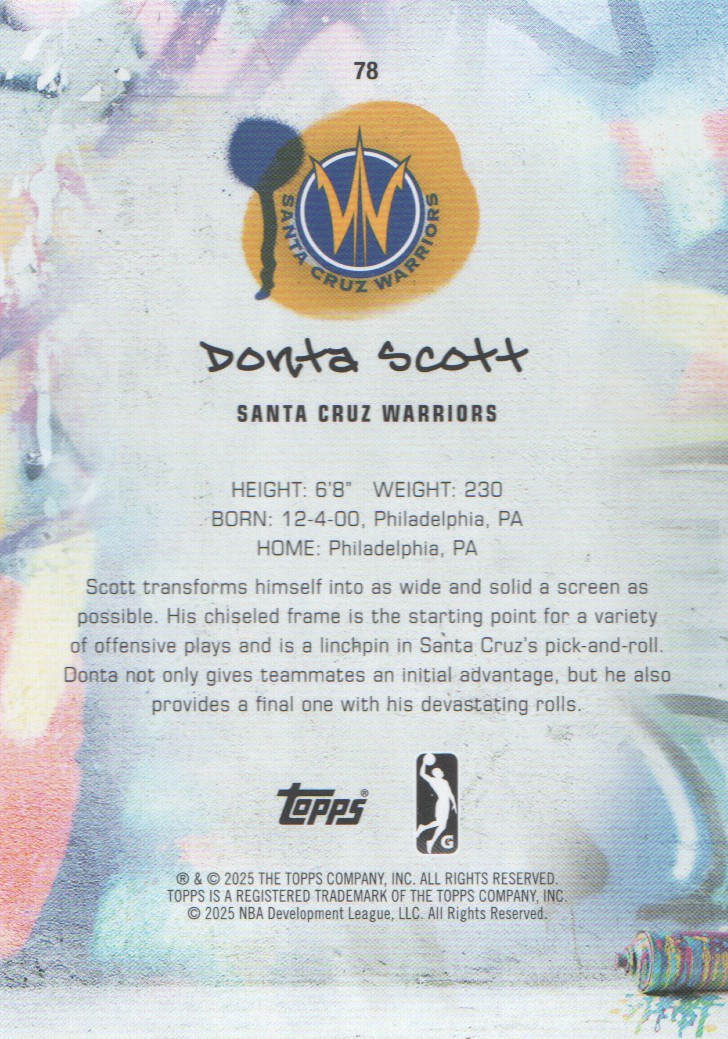 78
SANTA CRUZ WARRIORS
Donta Scott
SANTA CRUZ WARRIORS
HEIGHT: 6'8" WEIGHT: 230
BORN: 12-4-00, Philadelphia, PA
HOME: Philadelphia, PA
Scott transforms himself into as wide and solid a screen as
possible. His chiseled frame is the starting point for a variety
of offensive plays and is a linchpin in Santa Cruz's pick-and-roll.
Donta not only gives teammates an initial advantage, but he also
provides a final one with his devastating rolls.
Topps®
G
® & © 2025 THE TOPPS COMPANY, INC. ALL RIGHTS RESERVED.
TOPPS IS A REGISTERED TRADEMARK OF THE TOPPS COMPANY, INC.
© 2025 NBA Development League, LLC. All Rights Reserved.